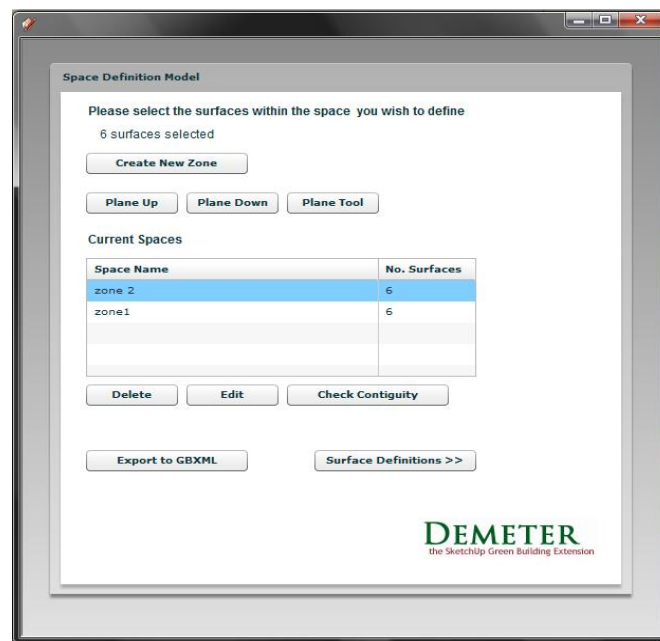 Space Definition Model
Please select the surfaces within the space you wish to define
6 surfaces selected
Create New Zone
Plane Up Plane Down Plane Tool
Current Spaces
Space Name No. Surfaces
zone 2 6
zone1 6
Delete Edit Check Contiguity
Export to GBXML Surface Definitions >>
DEMETER
the SketchUp Green Building Extension